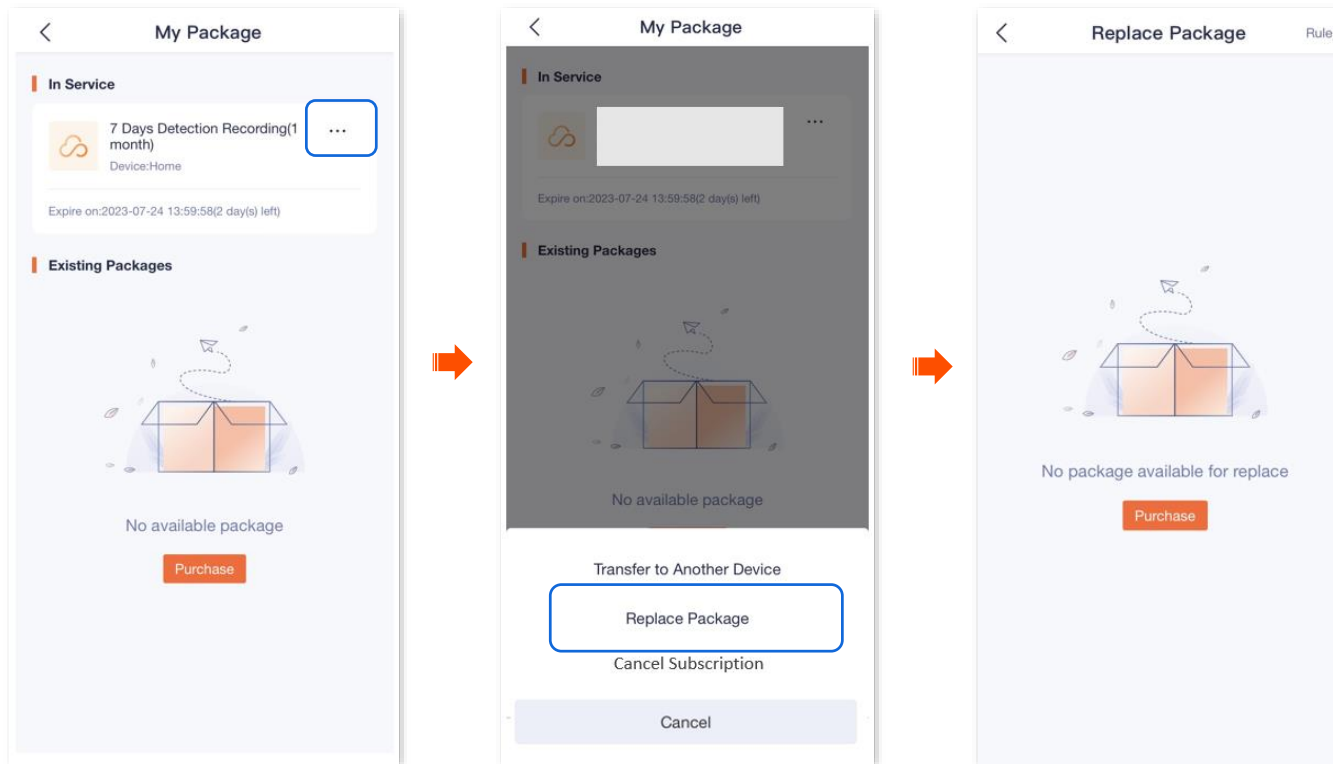 My Package
In Service
7 Days Detection Recording(1
month)
Device:Home
...
Expire on:2023-07-24 13:59:58(2 day(s) left)
Existing Packages
No available package
Purchase
My Package
In Service
...
Expire on:2023-07-24 13:59:58(2 day(s) left)
Existing Packages
No available package
Transfer to Another Device
Replace Package
Cancel Subscription
Cancel
Replace Package
Rule
No package available for replace
Purchase